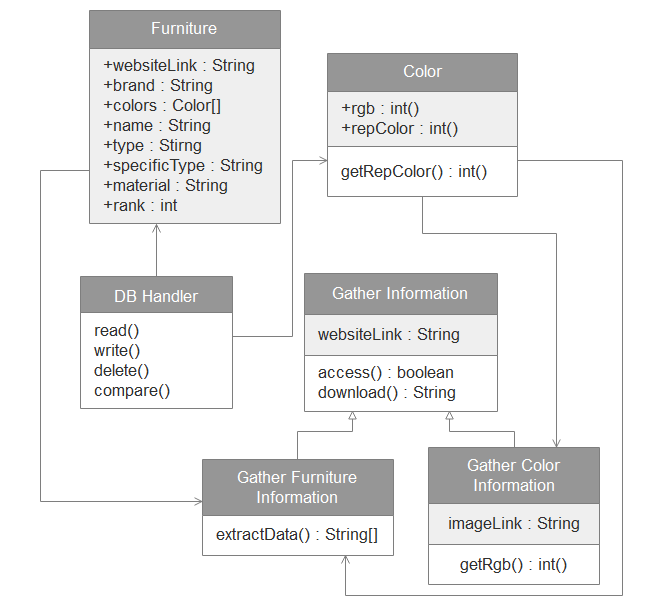 Furniture
+websiteLink : String
+brand : String
+colors : Color[]
+name : String
+type : Stirng
+specificType : String
+material : String
+rank : int
Color
+rgb : int()
+repColor : int()
getRepColor() : int()
DB Handler
read()
write()
delete()
compare()
Gather Information
websiteLink : String
access() : boolean
download() : String
Gather Furniture
Information
extractData() : String[]
Gather Color
Information
imageLink : String
getRgb() : int()